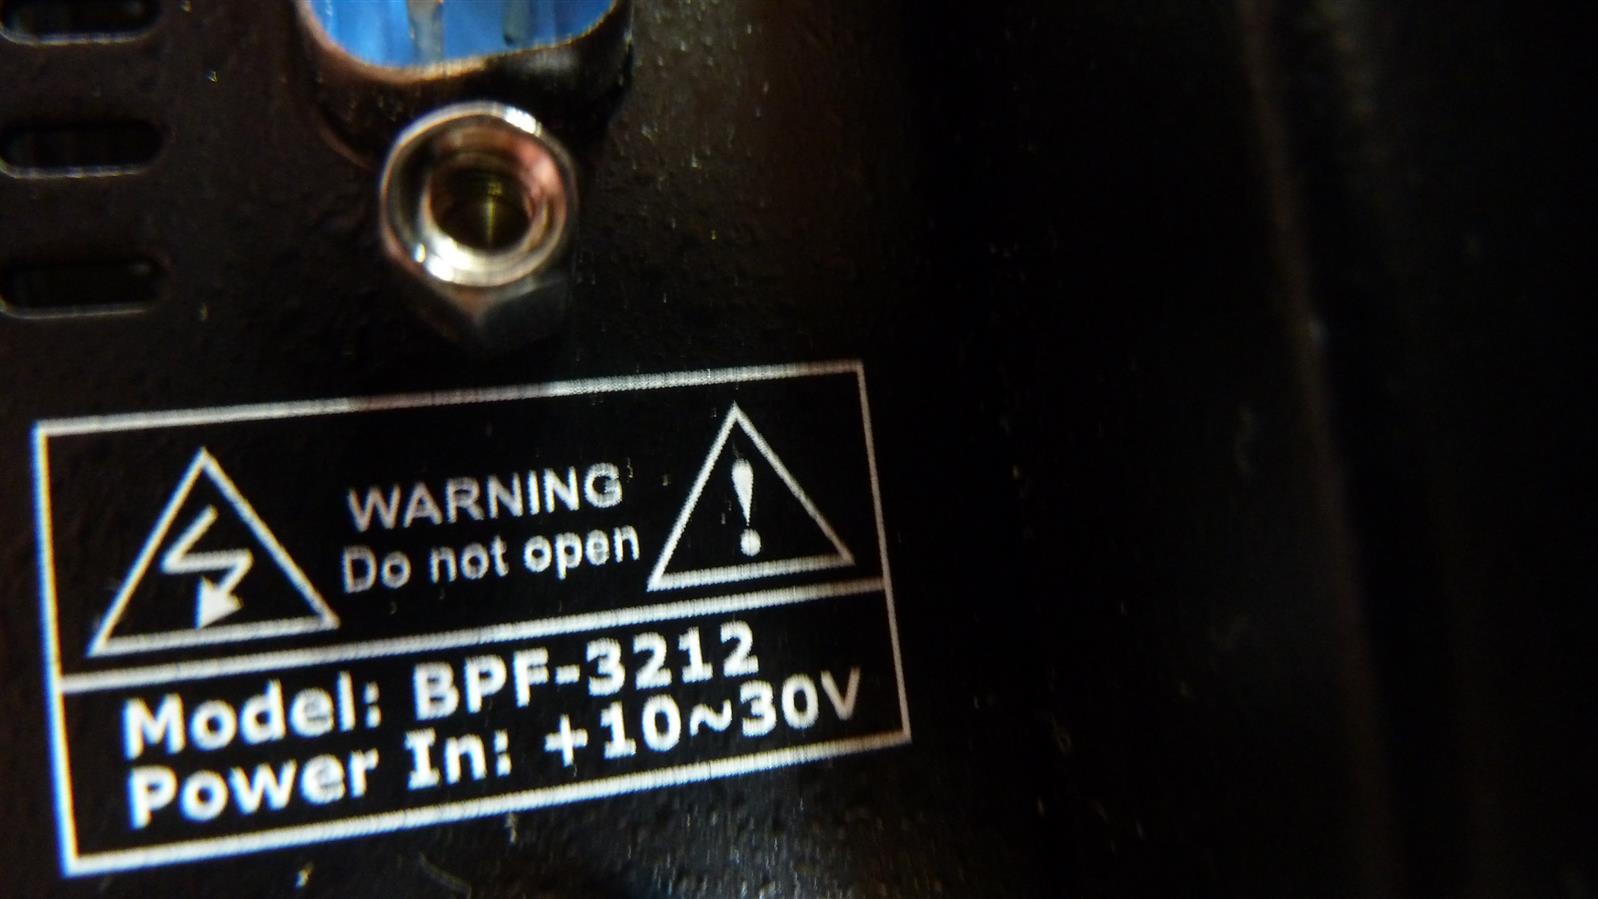 WARNING
Do not open
Model: BPF-3212
Power In: +10~30V